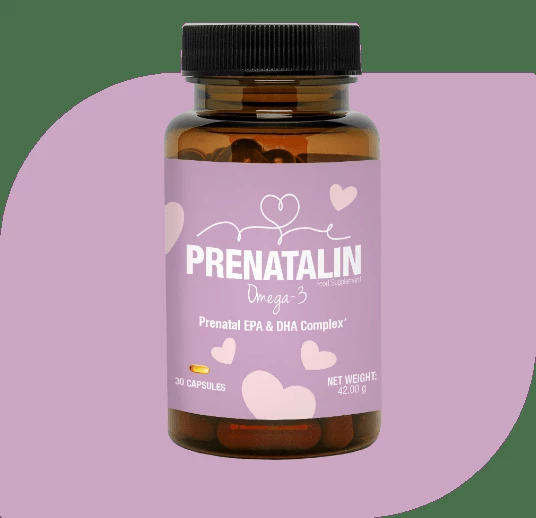 PRENATALIN
Food Supplement
Omega-3
Prenatal EPA & DHA Complex*
30 CAPSULES
NET WEIGHT:
42.00 g